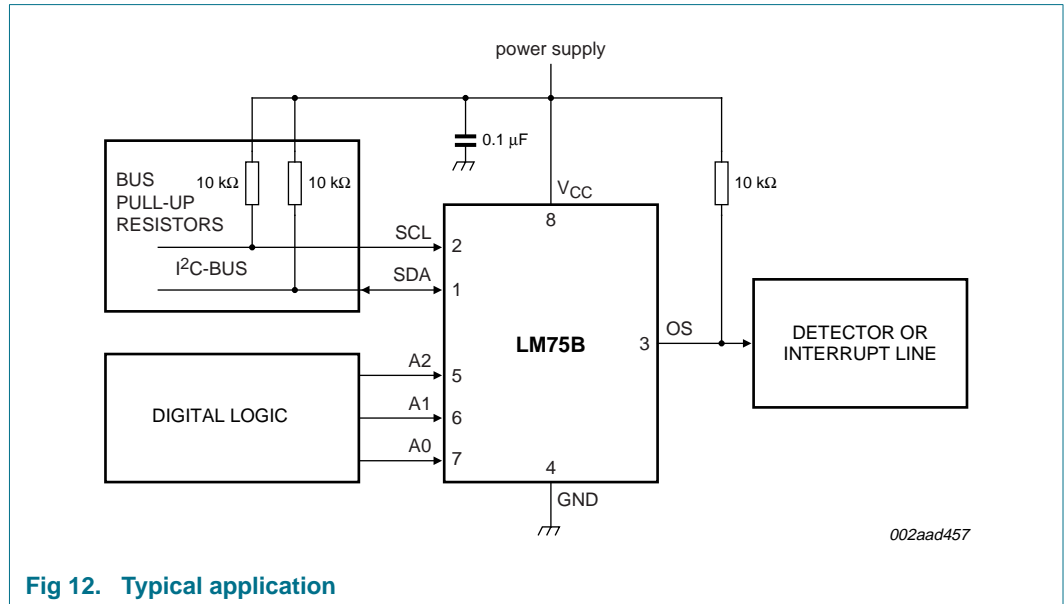 power supply
0.1 μF
BUS
PULL-UP
RESISTORS
10 kΩ
10 kΩ
10 kΩ
I²C-BUS
SCL
SDA
2
1
VCC
8
LM75B
3
OS
DETECTOR OR
INTERRUPT LINE
DIGITAL LOGIC
A2
A1
A0
5
6
7
4
GND
002aad457
Fig 12. Typical application